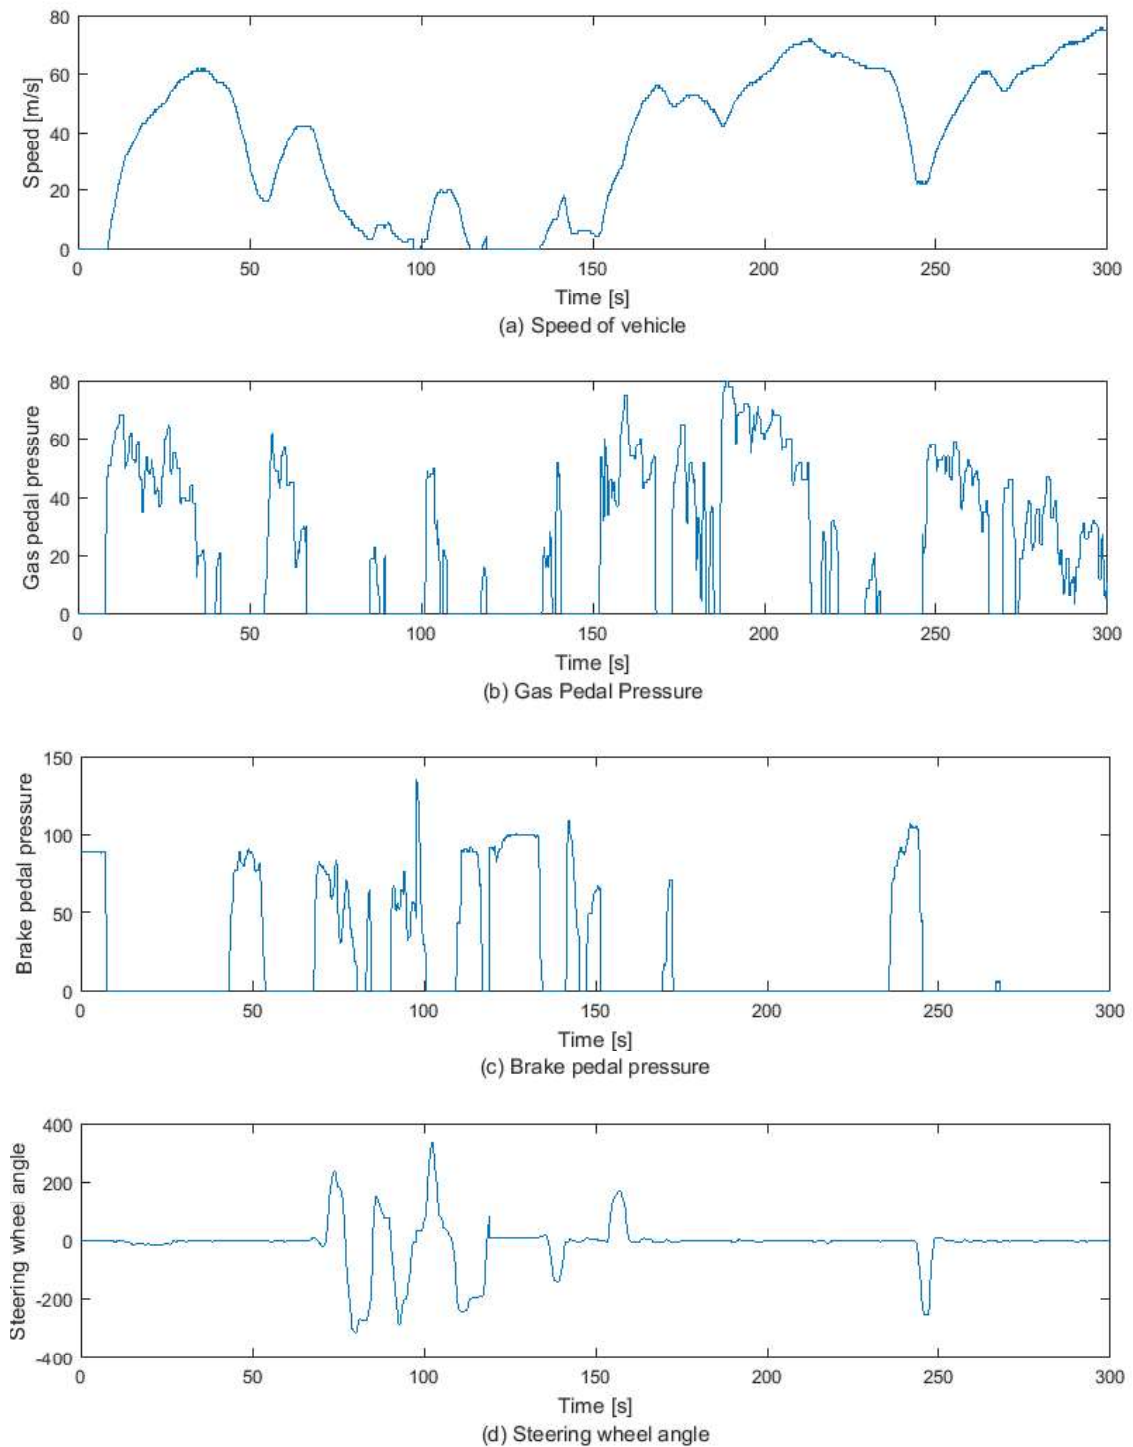 80
60
40
20
0
Speed [m/s]
0 50 100 150 200 250 300
Time [s]
(a) Speed of vehicle
80
60
40
20
0
Gas pedal pressure
0 50 100 150 200 250 300
Time [s]
(b) Gas Pedal Pressure
150
100
50
0
Brake pedal pressure
0 50 100 150 200 250 300
Time [s]
(c) Brake pedal pressure
400
200
0
-200
-400
Steering wheel angle
0 50 100 150 200 250 300
Time [s]
(d) Steering wheel angle